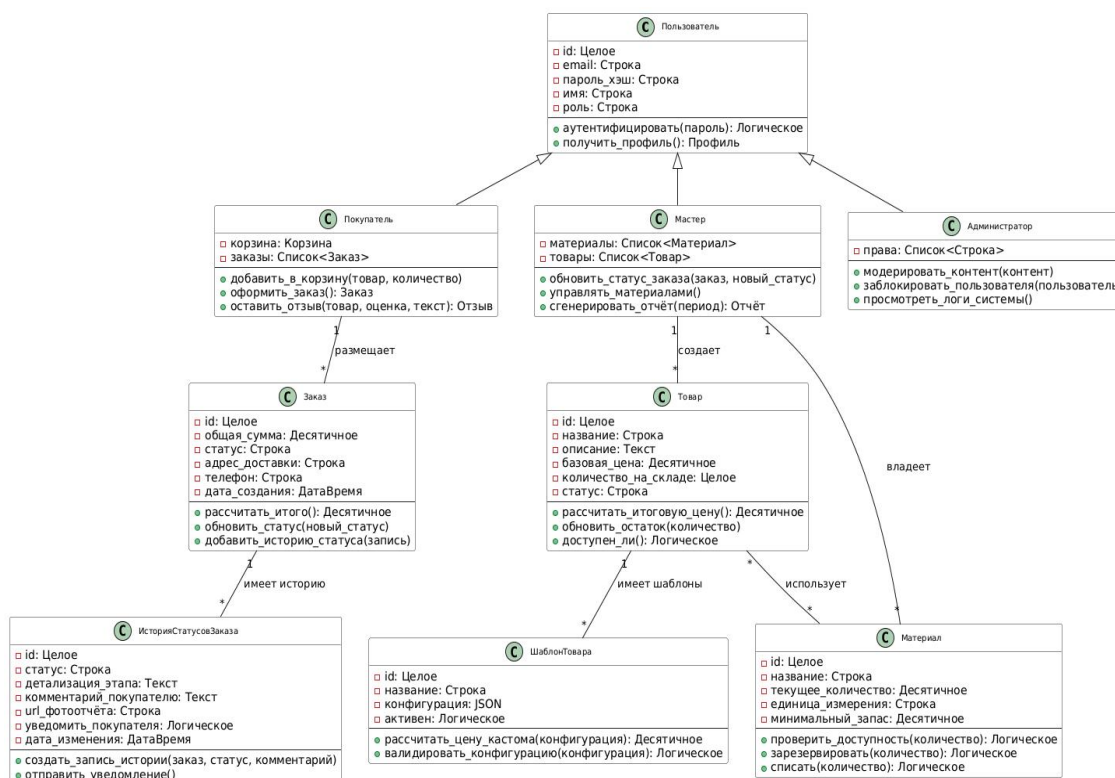 C Пользователь
id: Целое
email: Строка
пароль_хэш: Строка
имя: Строка
роль: Строка
аутентифицировать(пароль): Логическое
получить_профиль(): Профиль
C Покупатель
корзина: Корзина
заказы: Список<Заказ>
добавить_в_корзину(товар, количество)
оформить_заказ(): Заказ
оставить_отзыв(товар, оценка, текст): Отзыв
C Мастер
материалы: Список<Материал>
товары: Список<Товар>
обновить_статус_заказа(заказ, новый_статус)
управлять_материалами()
сгенерировать_отчёт(период): Отчёт
C Администратор
права: Список<Строка>
модерировать_контент(контент)
заблокировать_пользователя(пользователь
просмотреть_логи_системы()
1
размещает
*
1
создает
*
1
владеет
*
C Заказ
id: Целое
общая_сумма: Десятичное
статус: Строка
адрес_доставки: Строка
телефон: Строка
дата_создания: ДатаВремя
рассчитать_итого(): Десятичное
обновить_статус(новый_статус)
добавить_историю_статуса(запись)
C Товар
id: Целое
название: Строка
описание: Текст
базовая_цена: Десятичное
количество_на_складе: Целое
статус: Строка
рассчитать_итоговую_цену(): Десятичное
обновить_остаток(количество)
доступен_ли(): Логическое
1
имеет историю
*
1
имеет шаблоны
*
*
использует
*
C ИсторияСтатусовЗаказа
id: Целое
статус: Строка
детализация_этапа: Текст
комментарий_покупателю: Текст
url_фотоотчёта: Строка
уведомить_покупателя: Логическое
дата_изменения: ДатаВремя
создать_запись_истории(заказ, статус, комментарий)
отправить_уведомление()
C ШаблонТовара
id: Целое
название: Строка
конфигурация: JSON
активен: Логическое
рассчитать_цену_кастома(конфигурация): Десятичное
валидировать_конфигурацию(конфигурация): Логическое
C Материал
id: Целое
название: Строка
текущее_количество: Десятичное
единица_измерения: Строка
минимальный_запас: Десятичное
проверить_доступность(количество): Логическое
зарезервировать(количество): Логическое
списать(количество): Логическое